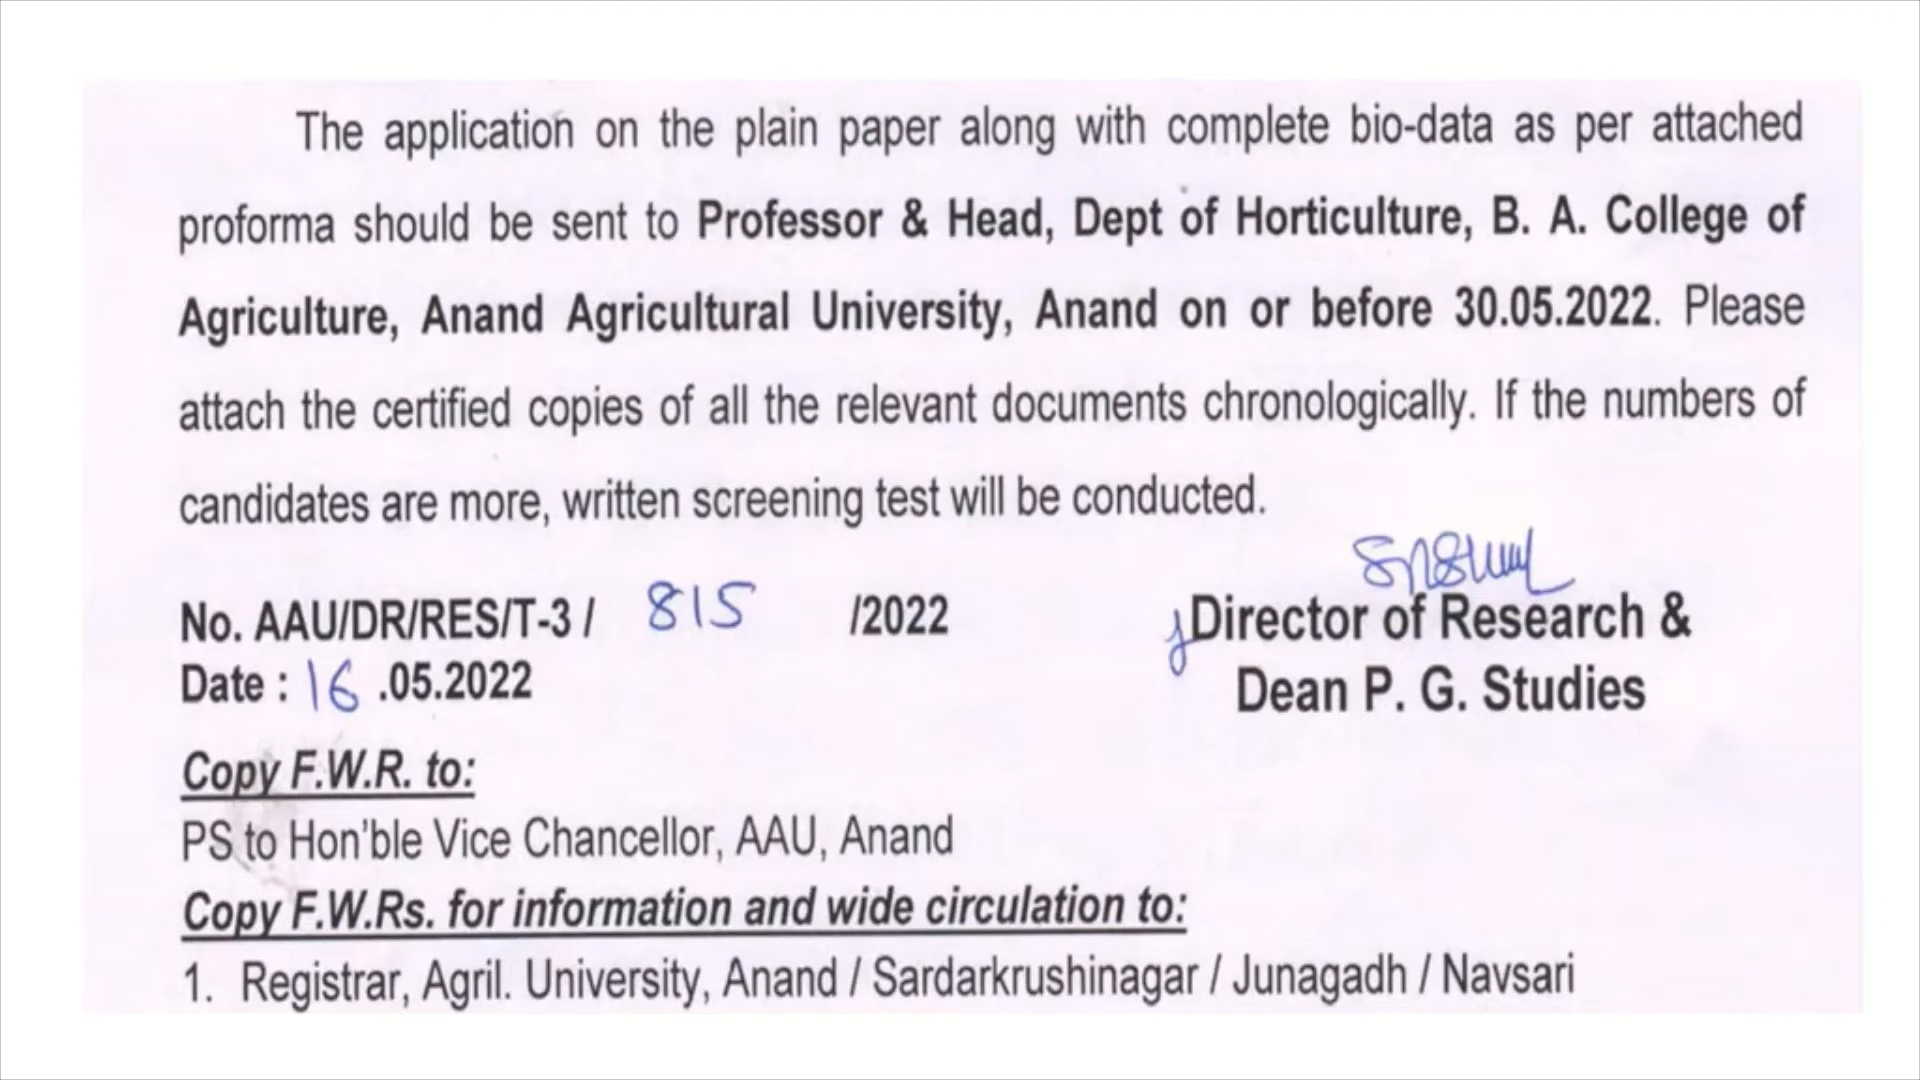 The application on the plain paper along with complete bio-data as per attached
proforma should be sent to Professor & Head, Dept of Horticulture, B. A. College of
Agriculture, Anand Agricultural University, Anand on or before 30.05.2022. Please
attach the certified copies of all the relevant documents chronologically. If the numbers of
candidates are more, written screening test will be conducted.
No. AAU/DR/RES/T-3 / 815 /2022
Director of Research &
Date : 16 .05.2022
Dean P. G. Studies
Copy F.W.R. to:
PS to Hon'ble Vice Chancellor, AAU, Anand
Copy F.W.Rs. for information and wide circulation to:
1. Registrar, Agril. University, Anand / Sardarkrushinagar / Junagadh / Navsari